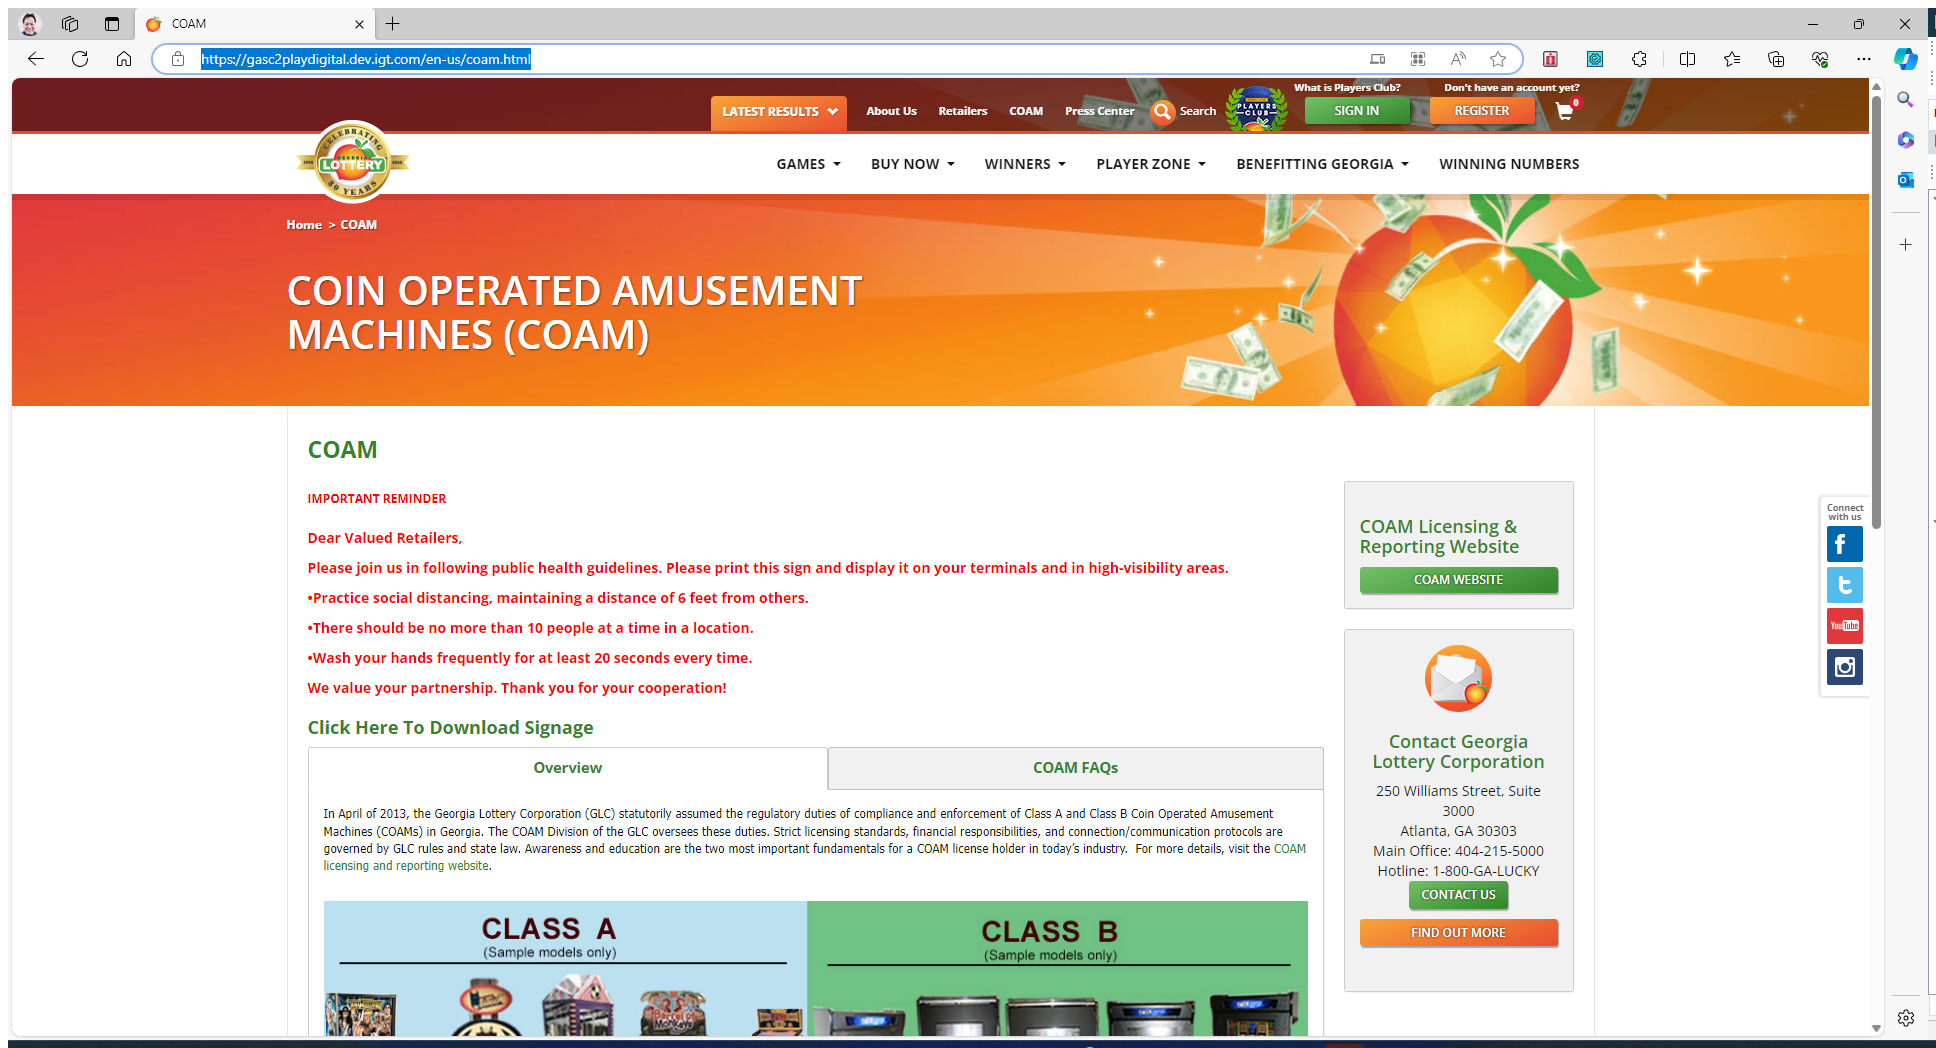 COAM
https://gasc2playdigital.dev.igt.com/en-us/coam.html
What is Players Club?
Don't have an account yet?
LATEST RESULTS
About Us
Retailers
COAM
Press Center
Search
PLAYERS CLUB
SIGN IN
REGISTER
0
CELEBRATING
GEORGIA
LOTTERY
30 YEARS
GAMES
BUY NOW
WINNERS
PLAYER ZONE
BENEFITTING GEORGIA
WINNING NUMBERS
Home > COAM
COIN OPERATED AMUSEMENT
MACHINES (COAM)
COAM
IMPORTANT REMINDER
Dear Valued Retailers,
Please join us in following public health guidelines. Please print this sign and display it on your terminals and in high-visibility areas.
•Practice social distancing, maintaining a distance of 6 feet from others.
•There should be no more than 10 people at a time in a location.
•Wash your hands frequently for at least 20 seconds every time.
We value your partnership. Thank you for your cooperation!
Click Here To Download Signage
Overview
COAM FAQs
In April of 2013, the Georgia Lottery Corporation (GLC) statutorily assumed the regulatory duties of compliance and enforcement of Class A and Class B Coin Operated Amusement
Machines (COAMs) in Georgia. The COAM Division of the GLC oversees these duties. Strict licensing standards, financial responsibilities, and connection/communication protocols are
governed by GLC rules and state law. Awareness and education are the two most important fundamentals for a COAM license holder in today's industry.  For more details, visit the COAM
licensing and reporting website.
CLASS A
(Sample models only)
CLASS B
(Sample models only)
COAM Licensing &
Reporting Website
COAM WEBSITE
Contact Georgia
Lottery Corporation
250 Williams Street, Suite
3000
Atlanta, GA 30303
Main Office: 404-215-5000
Hotline: 1-800-GA-LUCKY
CONTACT US
FIND OUT MORE
Connect
with us
You Tube